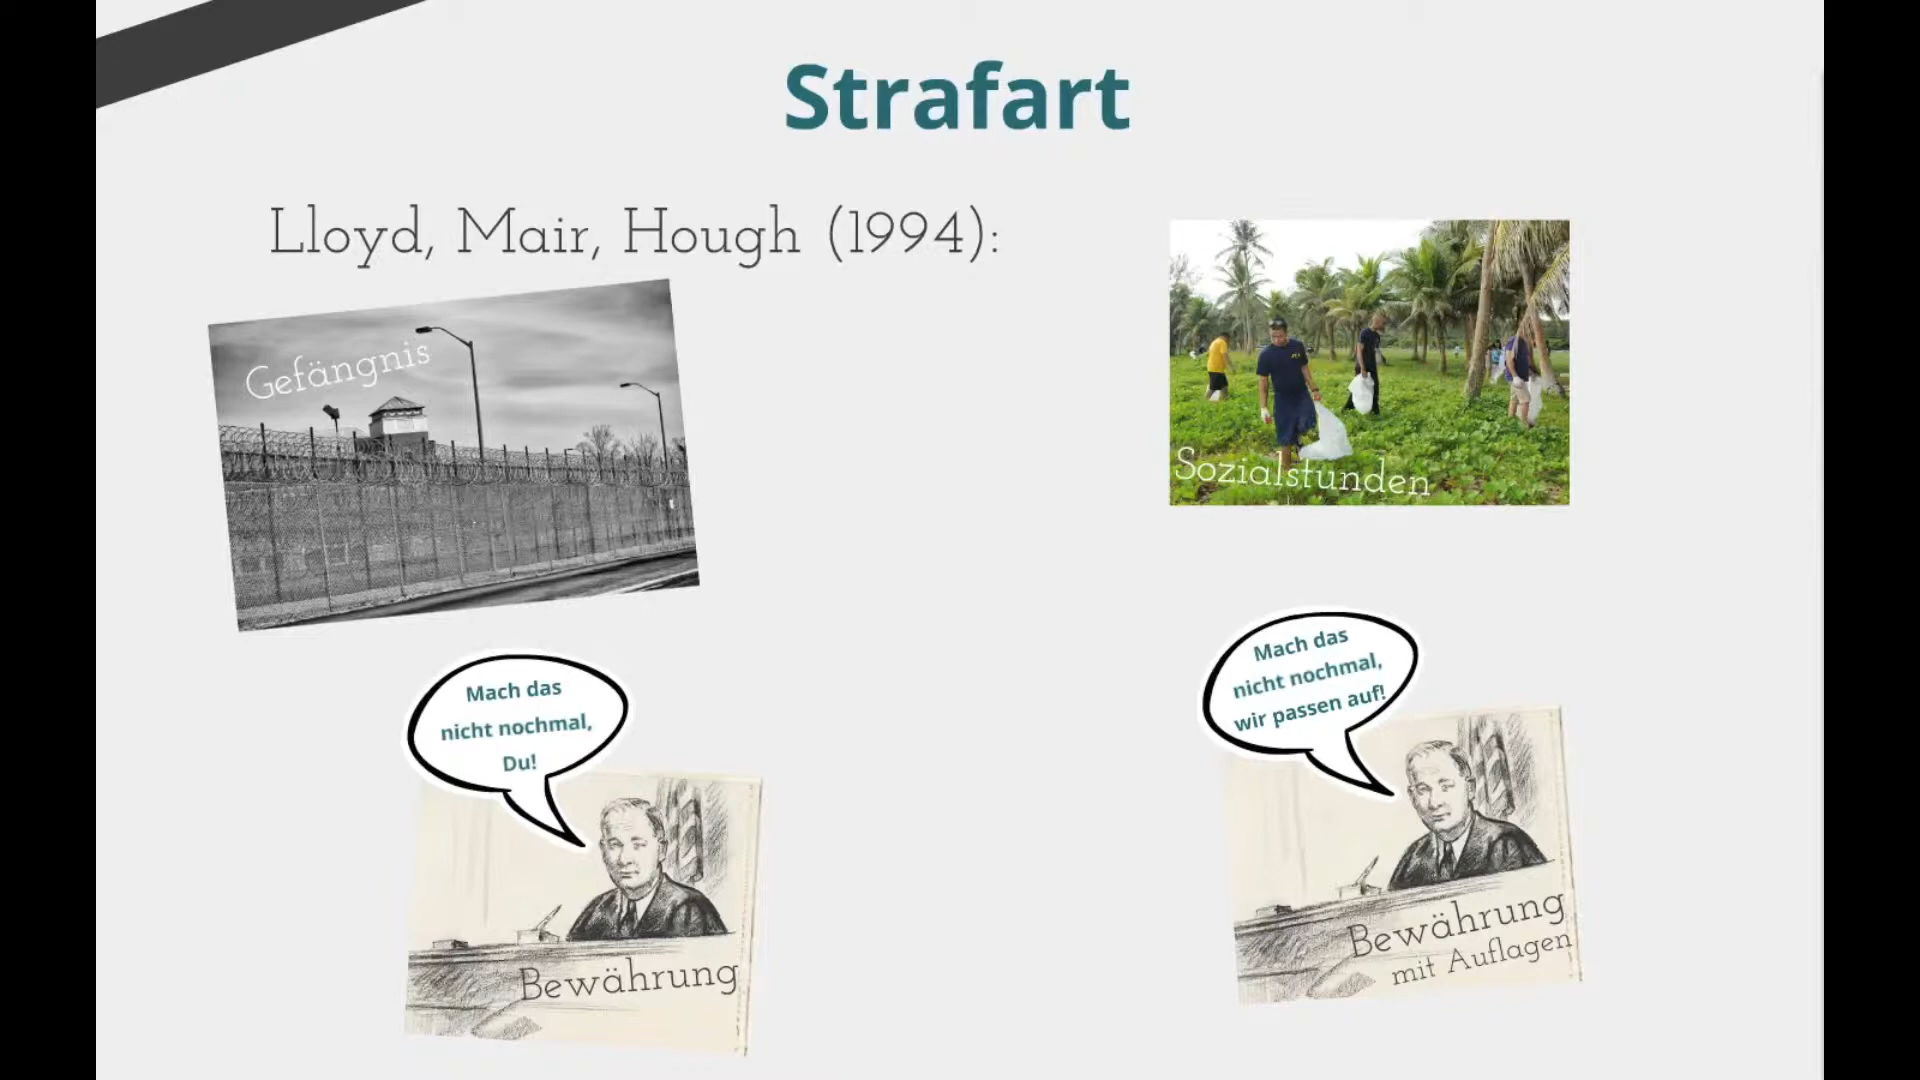 Strafart
Lloyd, Mair, Hough (1994):
Gefängnis
Sozialstunden
Mach das
nicht nochmal,
Du!
Bewährung
Mach das
nicht nochmal,
wir passen auf!
Bewährung
mit Auflagen